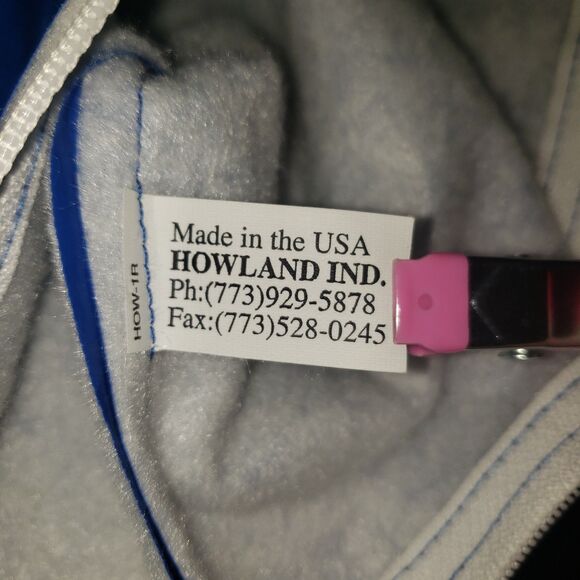 Made in the USA
HOWLAND IND.
Ph:(773)929-5878
Fax:(773)528-0245
HOW-1R